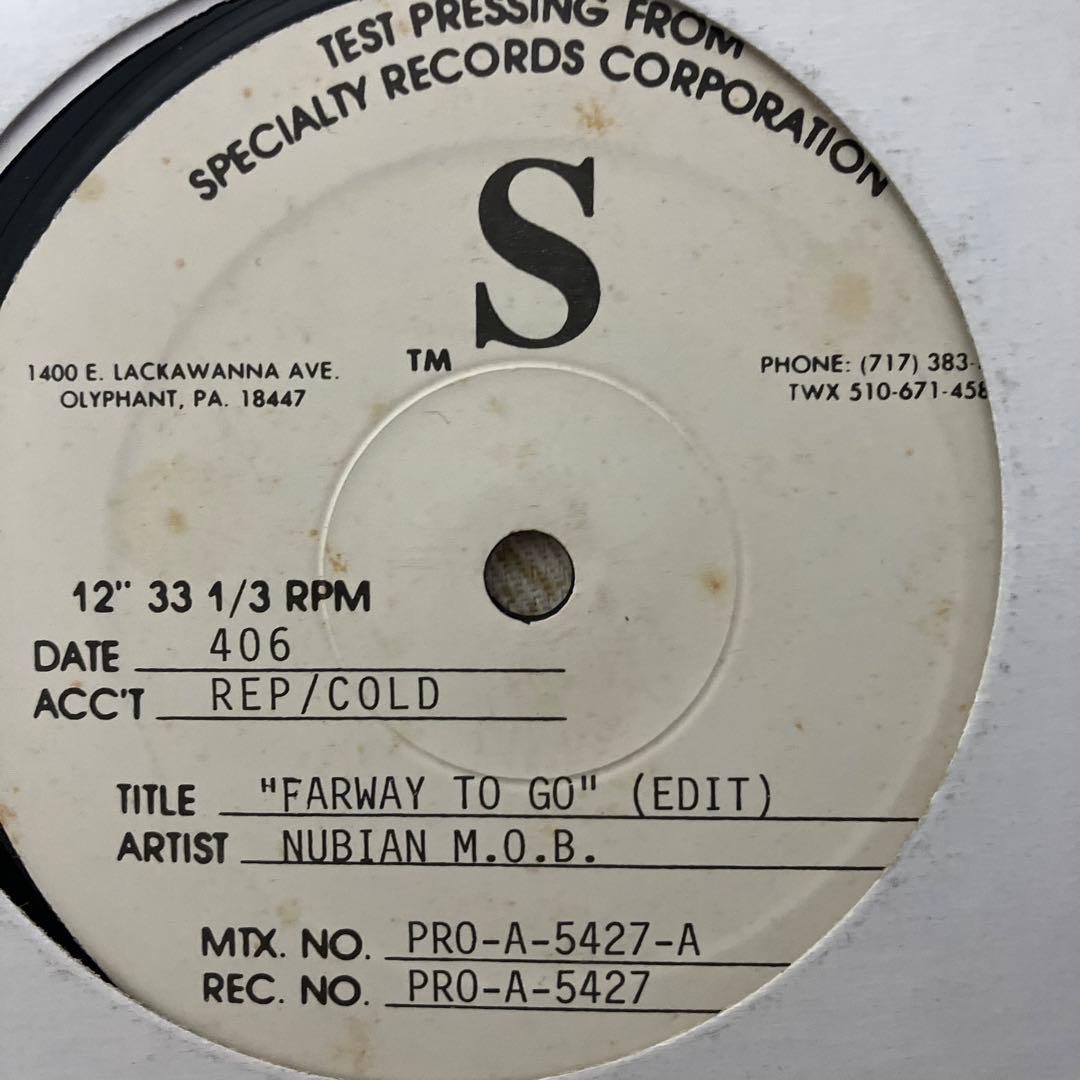 TEST PRESSING FROM
SPECIALTY RECORDS CORPORATION
S
TM
1400 E. LACKAWANNA AVE.
OLYPHANT, PA. 18447
PHONE: (717) 383-
TWX 510-671-458
12" 33 1/3 RPM
DATE 406
ACC'T REP/COLD
TITLE "FARWAY TO GO" (EDIT)
ARTIST NUBIAN M.O.B.
MTX. NO. PRO-A-5427-A
REC. NO. PRO-A-5427